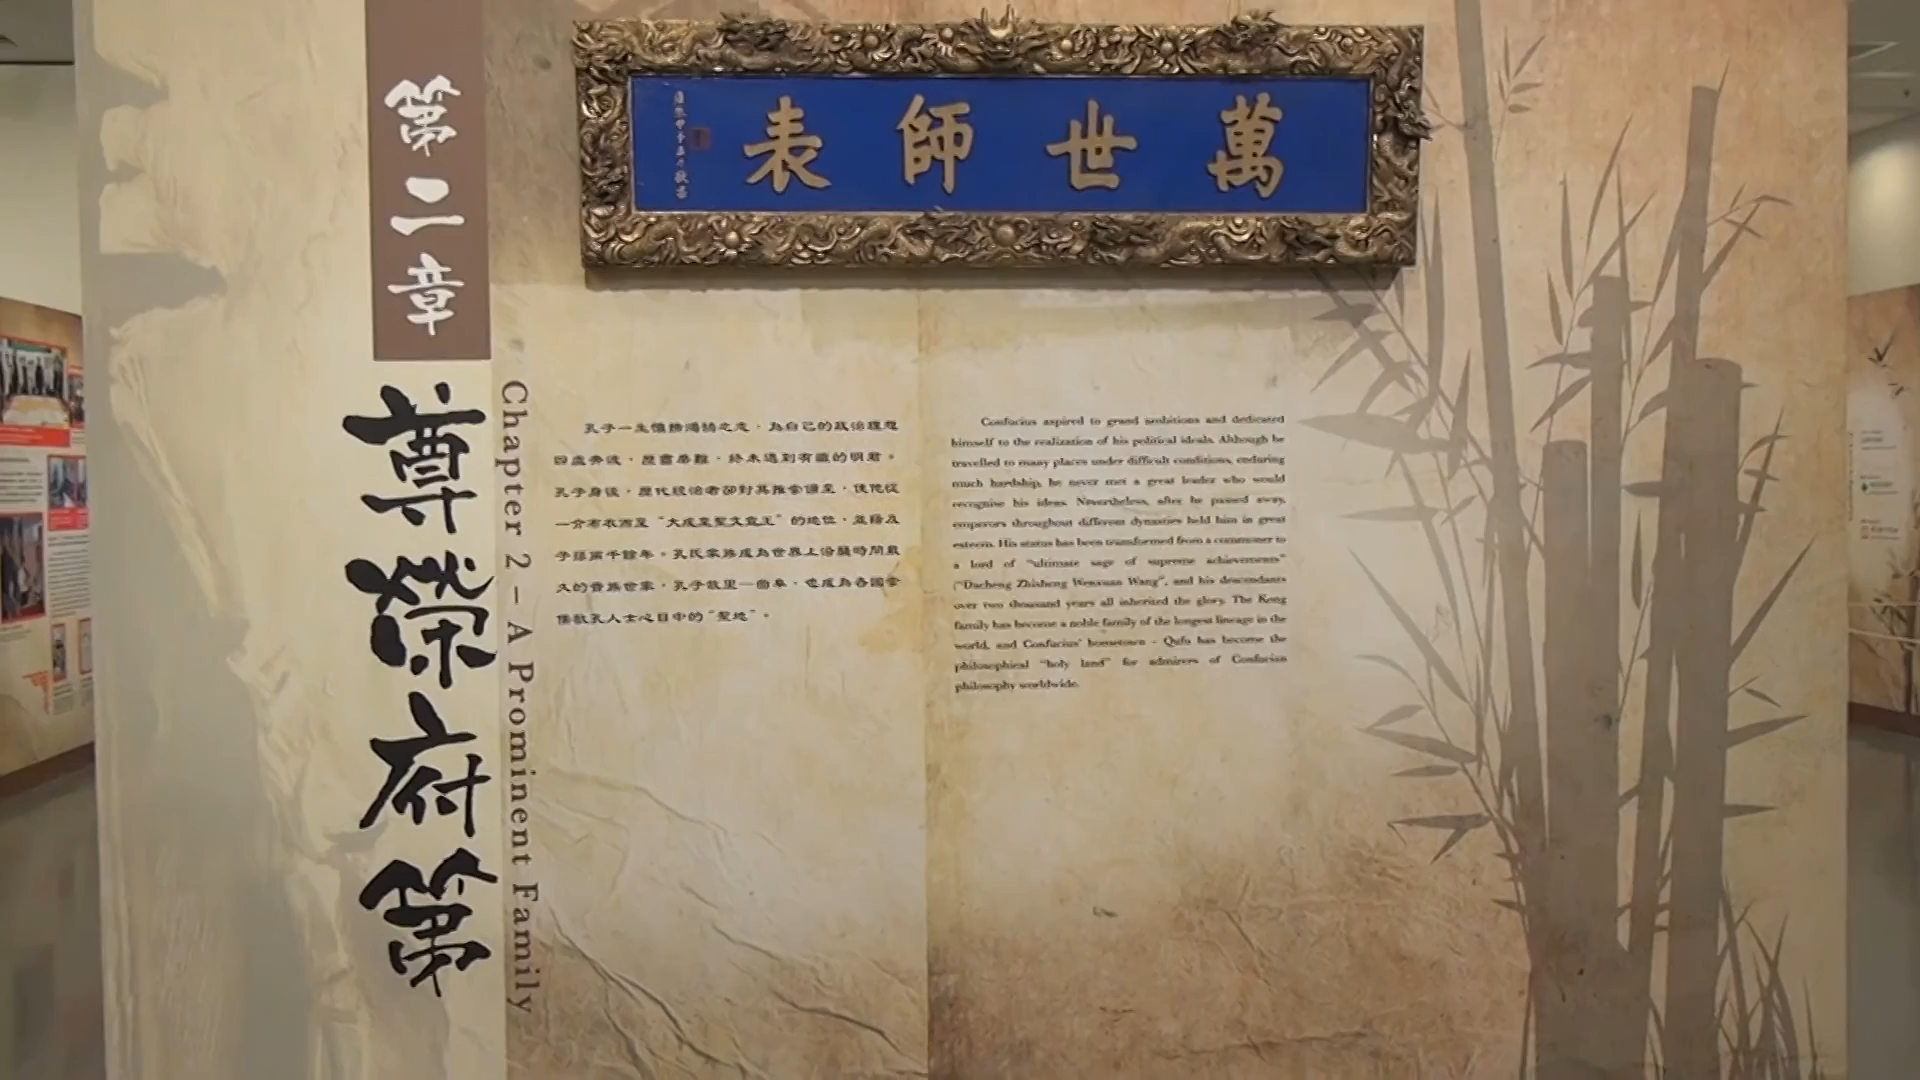 萬世師表
第二章
尊榮府第
Chapter 2 – A Prominent Family
孔子一生懷擠鴻鵠之志，為自己的政治理想
四處奔波，歷盡磨難，終未遇到有識的明君。
孔子身後，歷代統治者卻對其推崇備至，使他從
一介布衣而至“大成至聖文宣王”的地位，並蔭及
子孫兩千餘年。孔氏家族成為世界上沿襲時間最
久的貴族世家，孔子故里—曲阜，也成為各國崇
儒敬孔人士心目中的“聖地”。
Confucius aspired to grand ambitions and dedicated
himself to the realization of his political ideals. Although he
travelled to many places under difficult conditions, enduring
much hardship, he never met a great leader who would
recognise his ideas. Nevertheless, after he passed away,
emperors throughout different dynasties held him in great
esteem. His status has been transformed from a commoner to
a lord of “ultimate sage of supreme achievements”
(“Dacheng Zhisheng Wenxuan Wang”, and his descendants
over two thousand years all inherited the glory. The Kong
family has become a noble family of the longest lineage in the
world, and Confucius’ hometown – Qufu has become the
philosophical “holy land” for admirers of Confucian
philosophy worldwide.